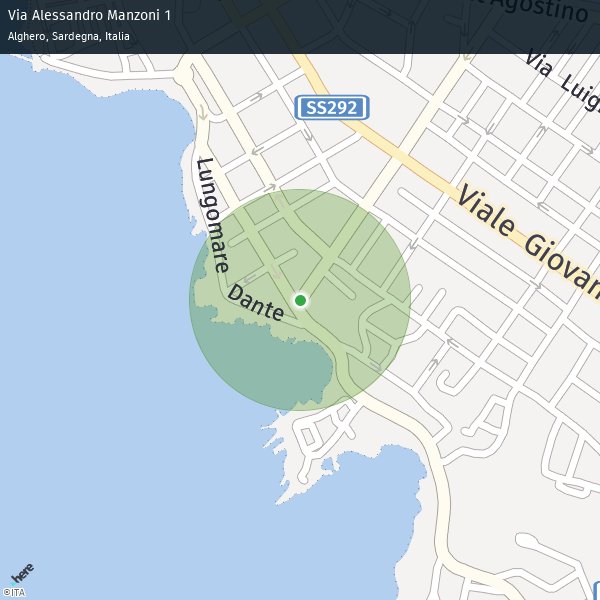 Via Alessandro Manzoni 1
Alghero, Sardegna, Italia
Agostino
Via Luigi
SS292
Lungomare
Dante
Viale Giovan
here
©ITA